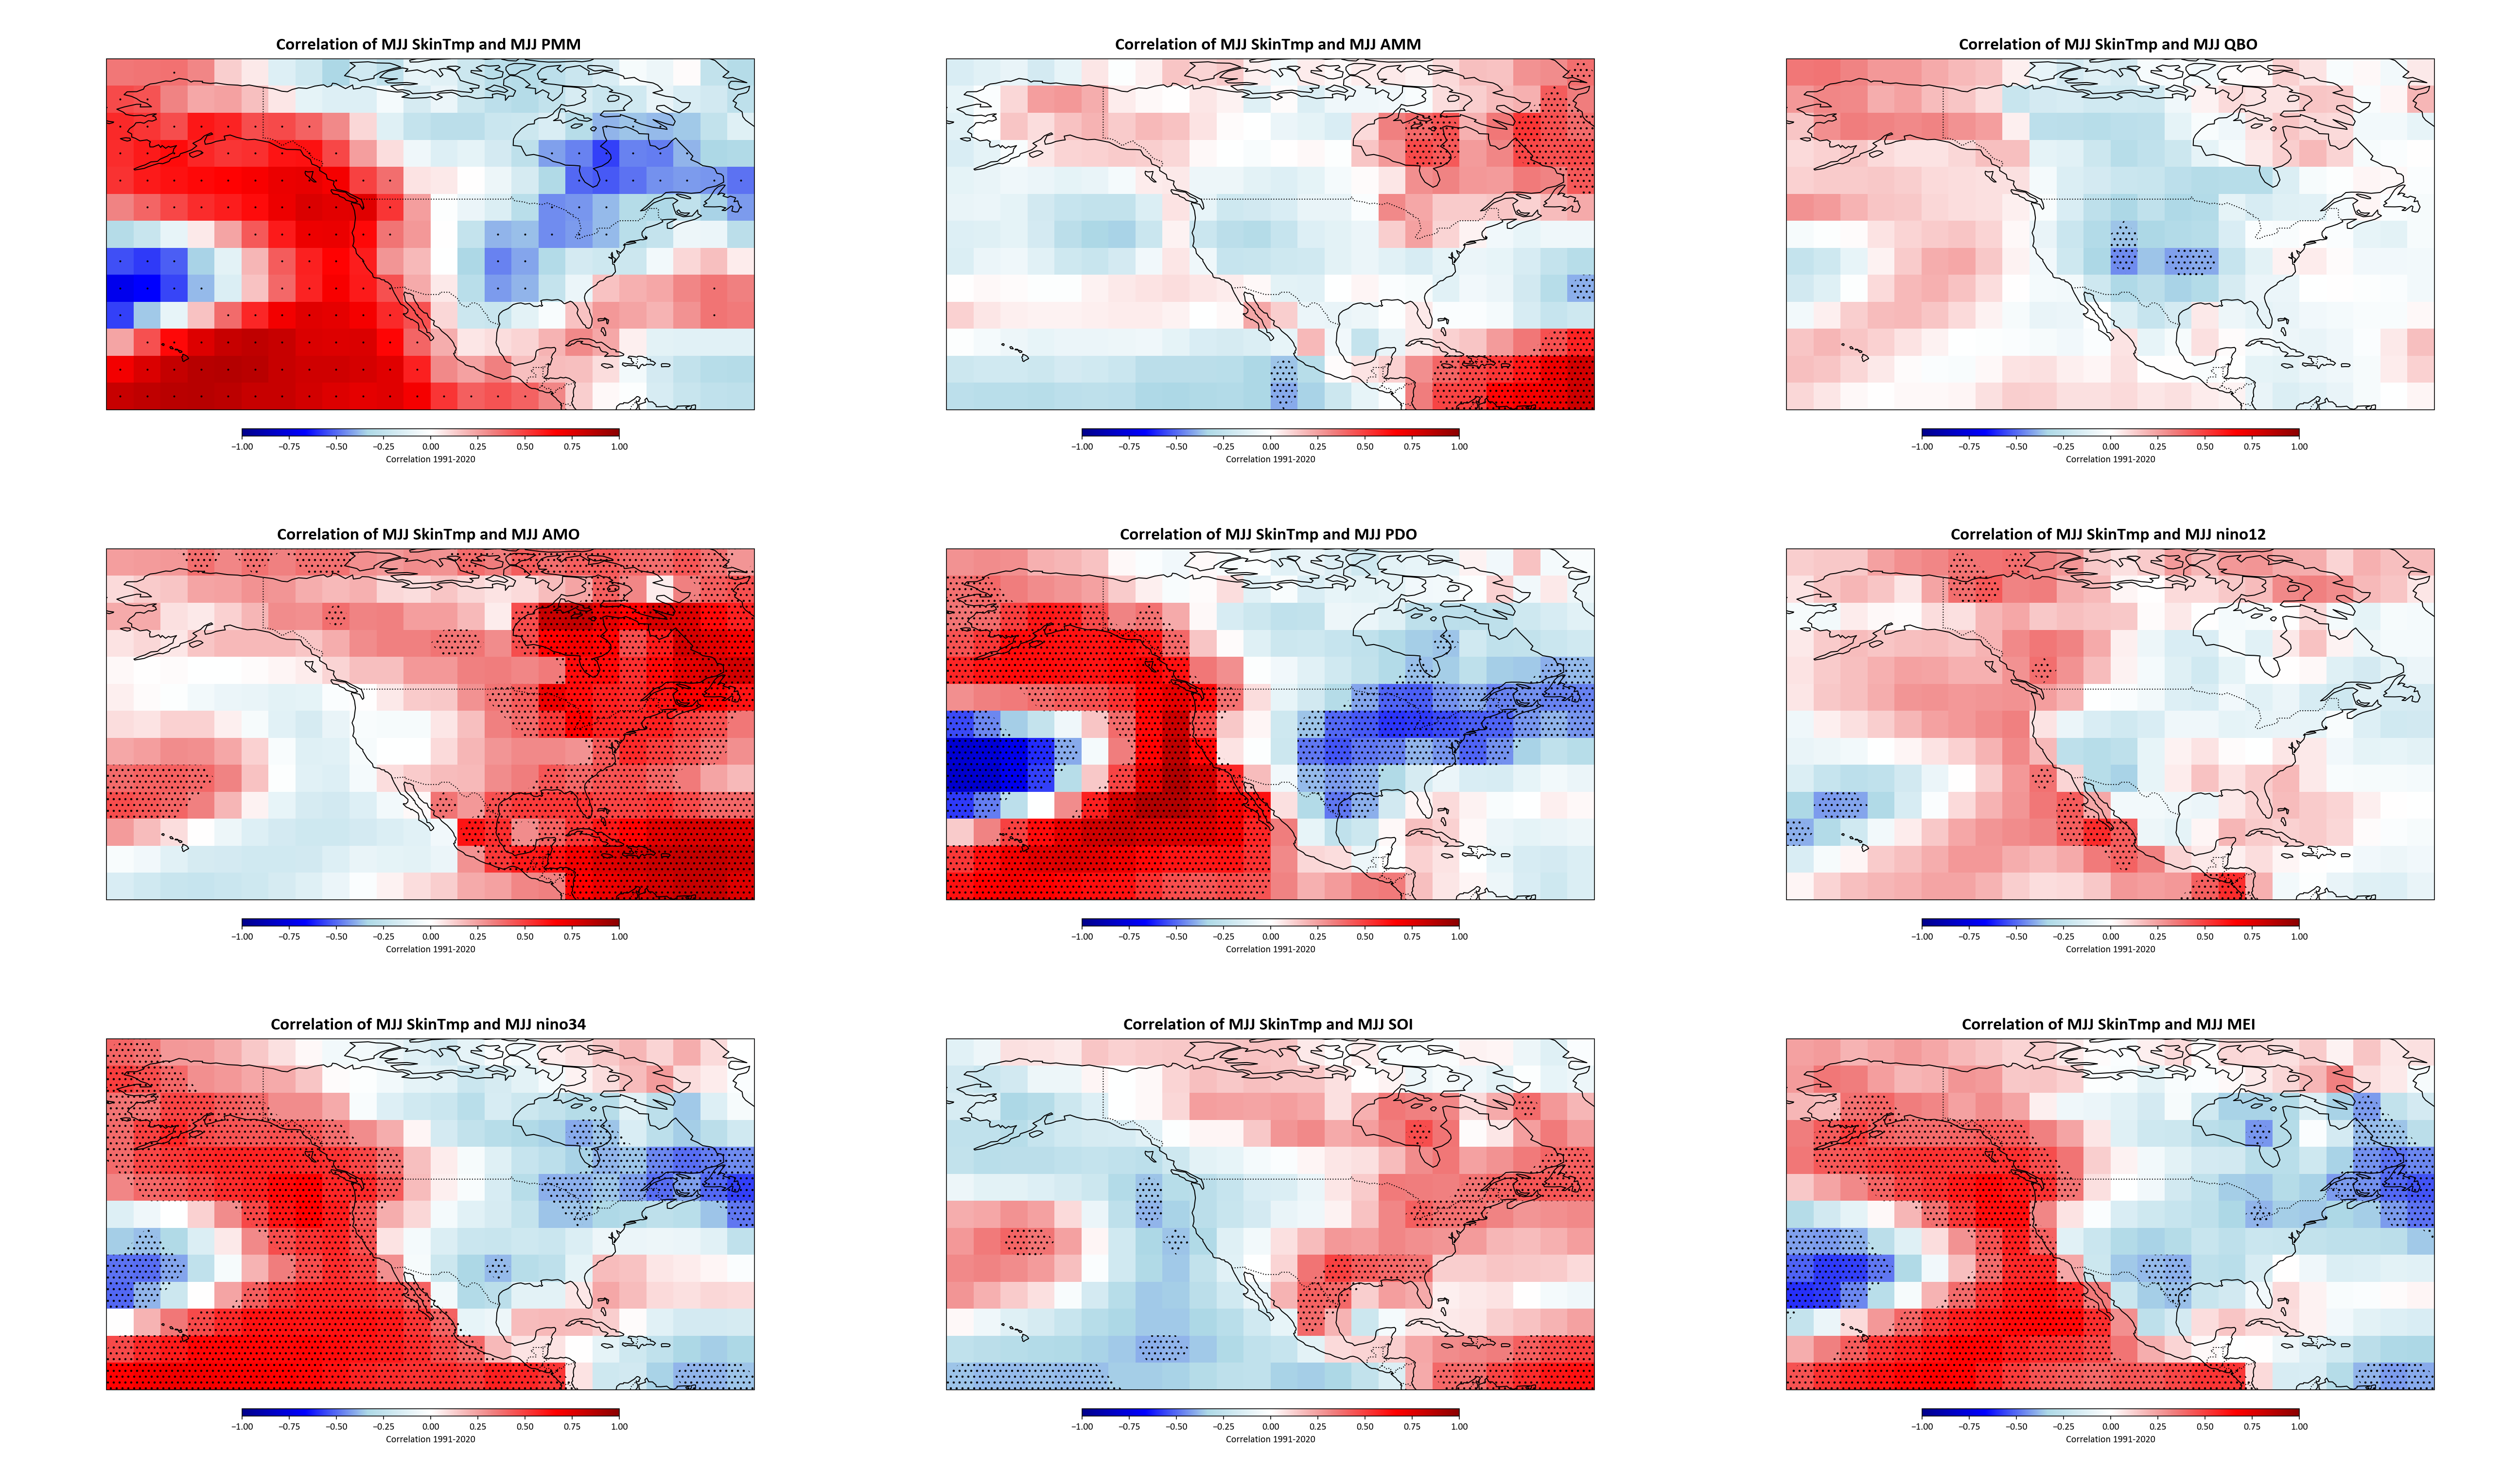 Correlation of MJJ SkinTmp and MJJ PMM
−1.00 −0.75 −0.50 −0.25 0.00 0.25 0.50 0.75 1.00
Correlation 1991-2020
Correlation of MJJ SkinTmp and MJJ AMM
−1.00 −0.75 −0.50 −0.25 0.00 0.25 0.50 0.75 1.00
Correlation 1991-2020
Correlation of MJJ SkinTmp and MJJ QBO
−1.00 −0.75 −0.50 −0.25 0.00 0.25 0.50 0.75 1.00
Correlation 1991-2020
Correlation of MJJ SkinTmp and MJJ AMO
−1.00 −0.75 −0.50 −0.25 0.00 0.25 0.50 0.75 1.00
Correlation 1991-2020
Correlation of MJJ SkinTmp and MJJ PDO
−1.00 −0.75 −0.50 −0.25 0.00 0.25 0.50 0.75 1.00
Correlation 1991-2020
Correlation of MJJ SkinTmp and MJJ nino12
−1.00 −0.75 −0.50 −0.25 0.00 0.25 0.50 0.75 1.00
Correlation 1991-2020
Correlation of MJJ SkinTmp and MJJ nino34
−1.00 −0.75 −0.50 −0.25 0.00 0.25 0.50 0.75 1.00
Correlation 1991-2020
Correlation of MJJ SkinTmp and MJJ SOI
−1.00 −0.75 −0.50 −0.25 0.00 0.25 0.50 0.75 1.00
Correlation 1991-2020
Correlation of MJJ SkinTmp and MJJ MEI
−1.00 −0.75 −0.50 −0.25 0.00 0.25 0.50 0.75 1.00
Correlation 1991-2020